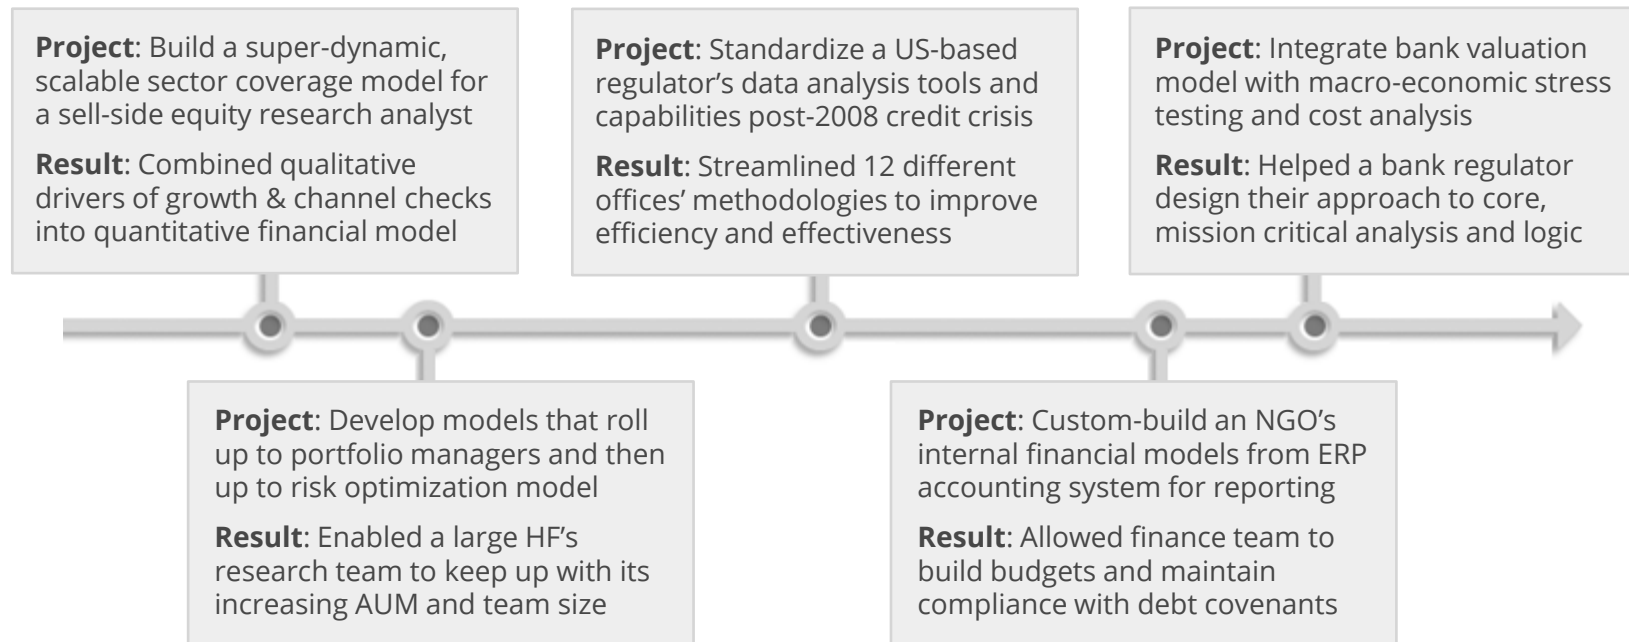 Project: Build a super-dynamic,
scalable sector coverage model for
a sell-side equity research analyst
Result: Combined qualitative
drivers of growth & channel checks
into quantitative financial model
Project: Develop models that roll
up to portfolio managers and then
up to risk optimization model
Result: Enabled a large HF’s
research team to keep up with its
increasing AUM and team size
Project: Standardize a US-based
regulator’s data analysis tools and
capabilities post-2008 credit crisis
Result: Streamlined 12 different
offices’ methodologies to improve
efficiency and effectiveness
Project: Custom-build an NGO’s
internal financial models from ERP
accounting system for reporting
Result: Allowed finance team to
build budgets and maintain
compliance with debt covenants
Project: Integrate bank valuation
model with macro-economic stress
testing and cost analysis
Result: Helped a bank regulator
design their approach to core,
mission critical analysis and logic